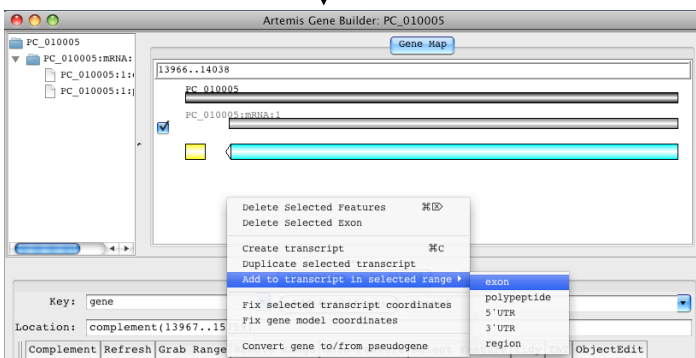 Artemis Gene Builder: PC_010005
PC_010005
PC_010005:mRNA:
PC_010005:1:
PC_010005:1:
Gene Map
13966..14038
PC_010005
PC_010005:mRNA:1
Delete Selected Features ⌘⌦
Delete Selected Exon
Create transcript ⌘C
Duplicate selected transcript
Add to transcript in selected range
exon
polypeptide
5'UTR
3'UTR
region
Fix selected transcript coordinates
Fix gene model coordinates
Convert gene to/from pseudogene
Key: gene
Location: complement(13967..15
Complement Refresh Grab Range
TAT ObjectEdit